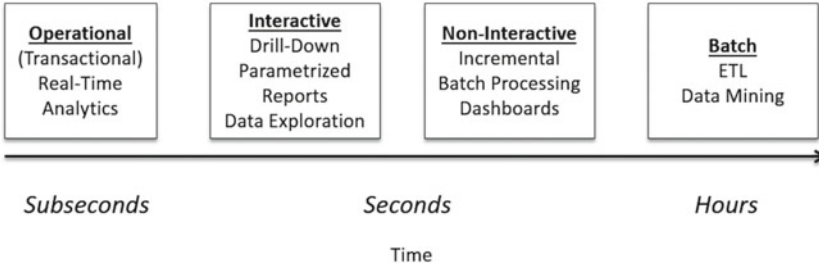 Operational
(Transactional)
Real-Time
Analytics
Interactive
Drill-Down
Parametrized
Reports
Data Exploration
Non-Interactive
Incremental
Batch Processing
Dashboards
Batch
ETL
Data Mining
Subseconds
Seconds
Hours
Time